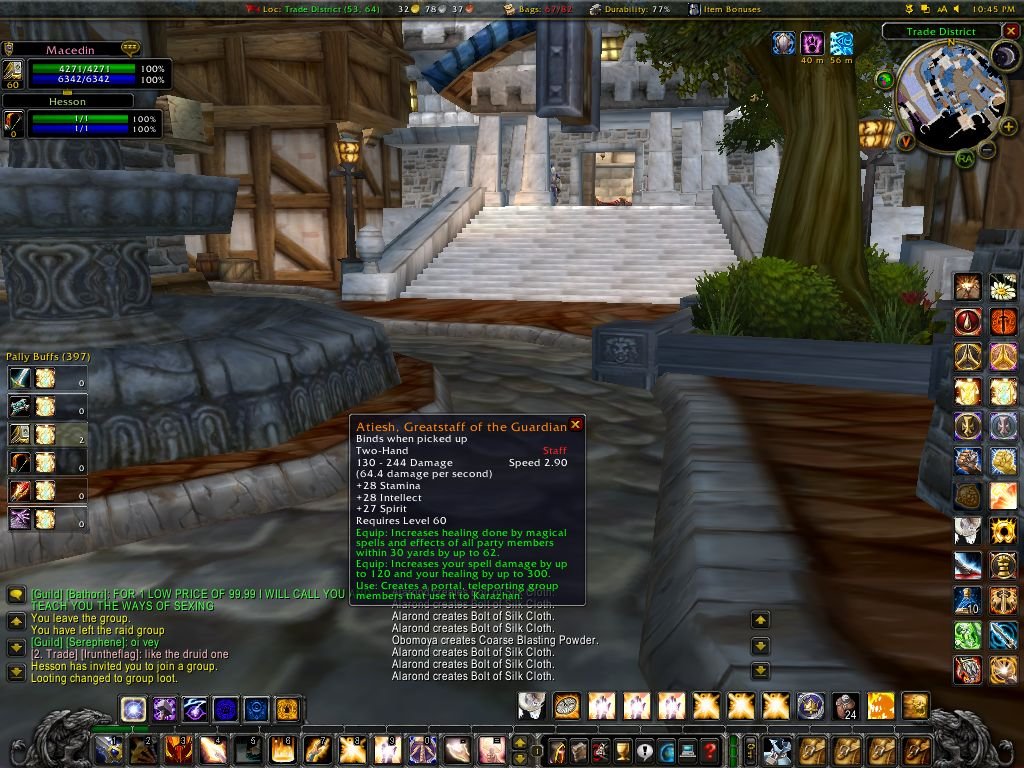 Loc: Trade District (53, 64) 32 78 37 Bags: 67/82 Durability: 77% Item Bonuses 10:45 PM
Macedin zzz
4271/4271 100%
6342/6342 100%
60
Hesson
1/1 100%
1/1 100%
0
Trade District
40 m 56 m
RA
Pally Buffs (397)
0
0
2
0
0
0
Atiesh, Greatstaff of the Guardian
Binds when picked up
Two-Hand Staff
130 - 244 Damage Speed 2.90
(64.4 damage per second)
+28 Stamina
+28 Intellect
+27 Spirit
Requires Level 60
Equip: Increases healing done by magical
spells and effects of all party members
within 30 yards by up to 62.
Equip: Increases your spell damage by up
to 120 and your healing by up to 300.
Use: Creates a portal, teleporting group
members that use it to Karazhan.
[Guild] [Bathori]: FOR 1 LOW PRICE OF 99.99 I WILL CALL YOU
TEACH YOU THE WAYS OF SEXING
You leave the group.
You have left the raid group
[Guild] [Serephene]: oi vey
[2. Trade] [Iruntheflag]: like the druid one
Hesson has invited you to join a group.
Looting changed to group loot.
Alarond creates Bolt of Silk Cloth.
Alarond creates Bolt of Silk Cloth.
Alarond creates Bolt of Silk Cloth.
Obomoya creates Coarse Blasting Powder.
Alarond creates Bolt of Silk Cloth.
Alarond creates Bolt of Silk Cloth.
Alarond creates Bolt of Silk Cloth.
10
24